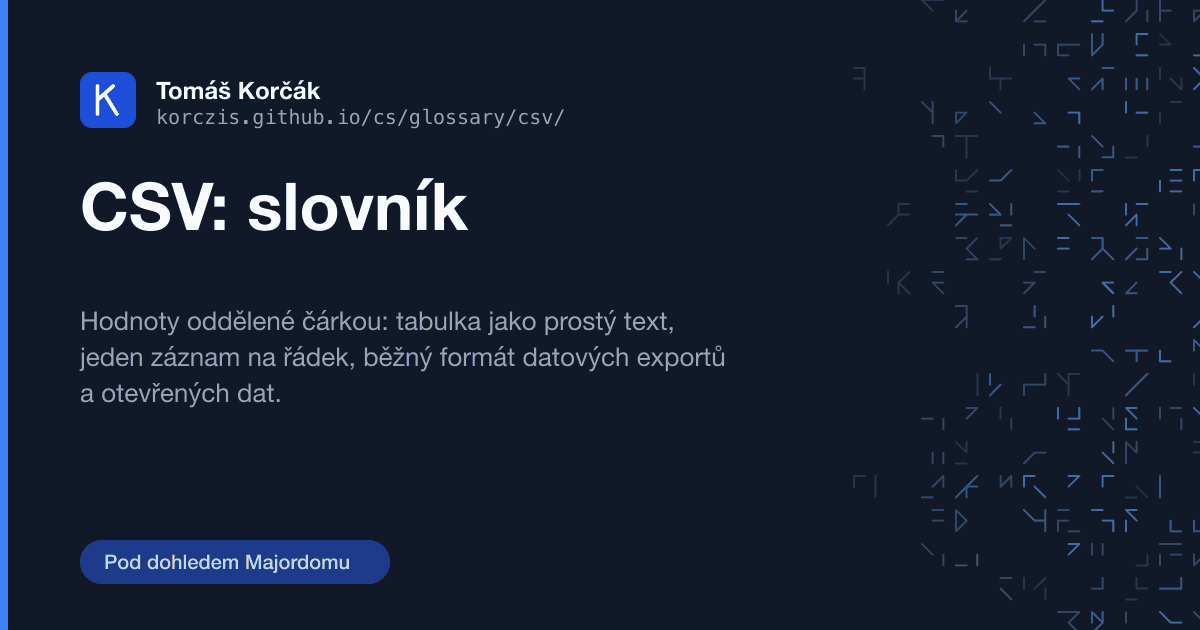 K
Tomáš Korčák
korczis.github.io/cs/glossary/csv/
CSV: slovník
Hodnoty oddělené čárkou: tabulka jako prostý text,
jeden záznam na řádek, běžný formát datových exportů
a otevřených dat.
Pod dohledem Majordomu